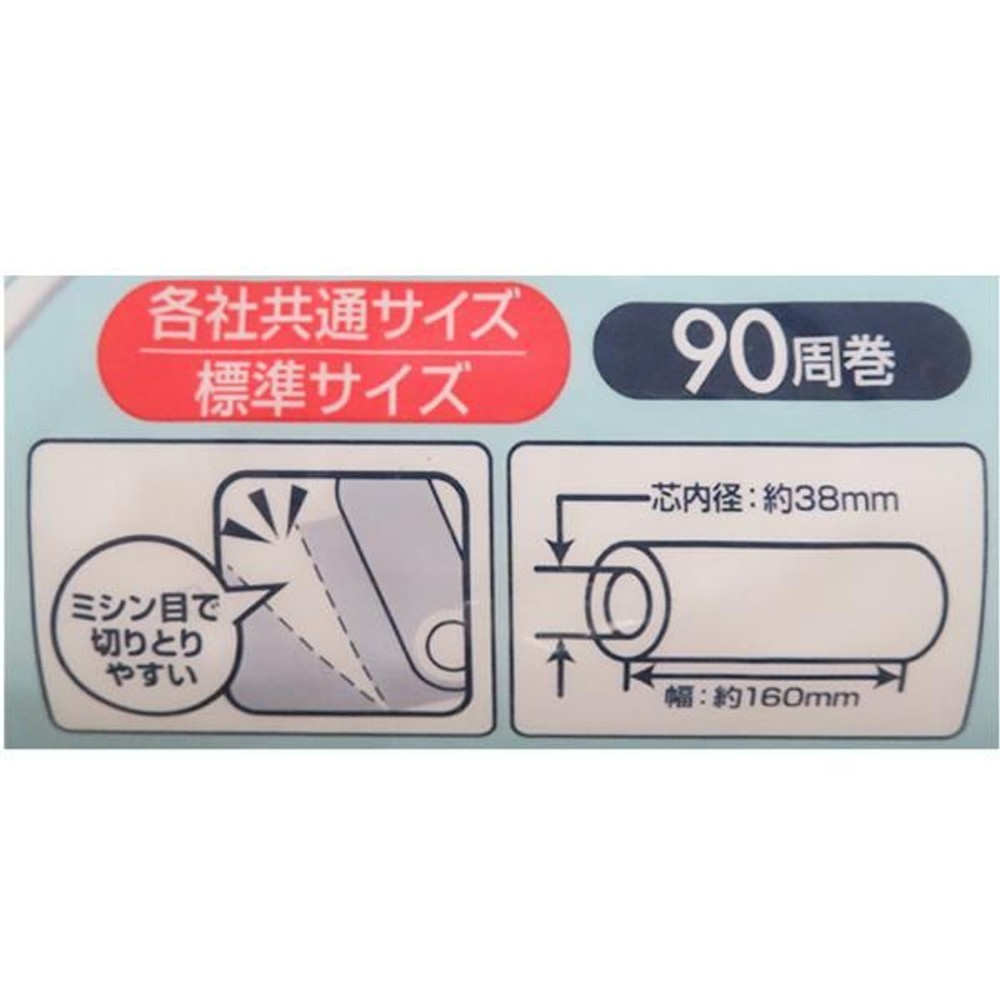 各社共通サイズ
標準サイズ
90周巻
ミシン目で
切りとり
やすい
芯内径：約38mm
幅：約160mm